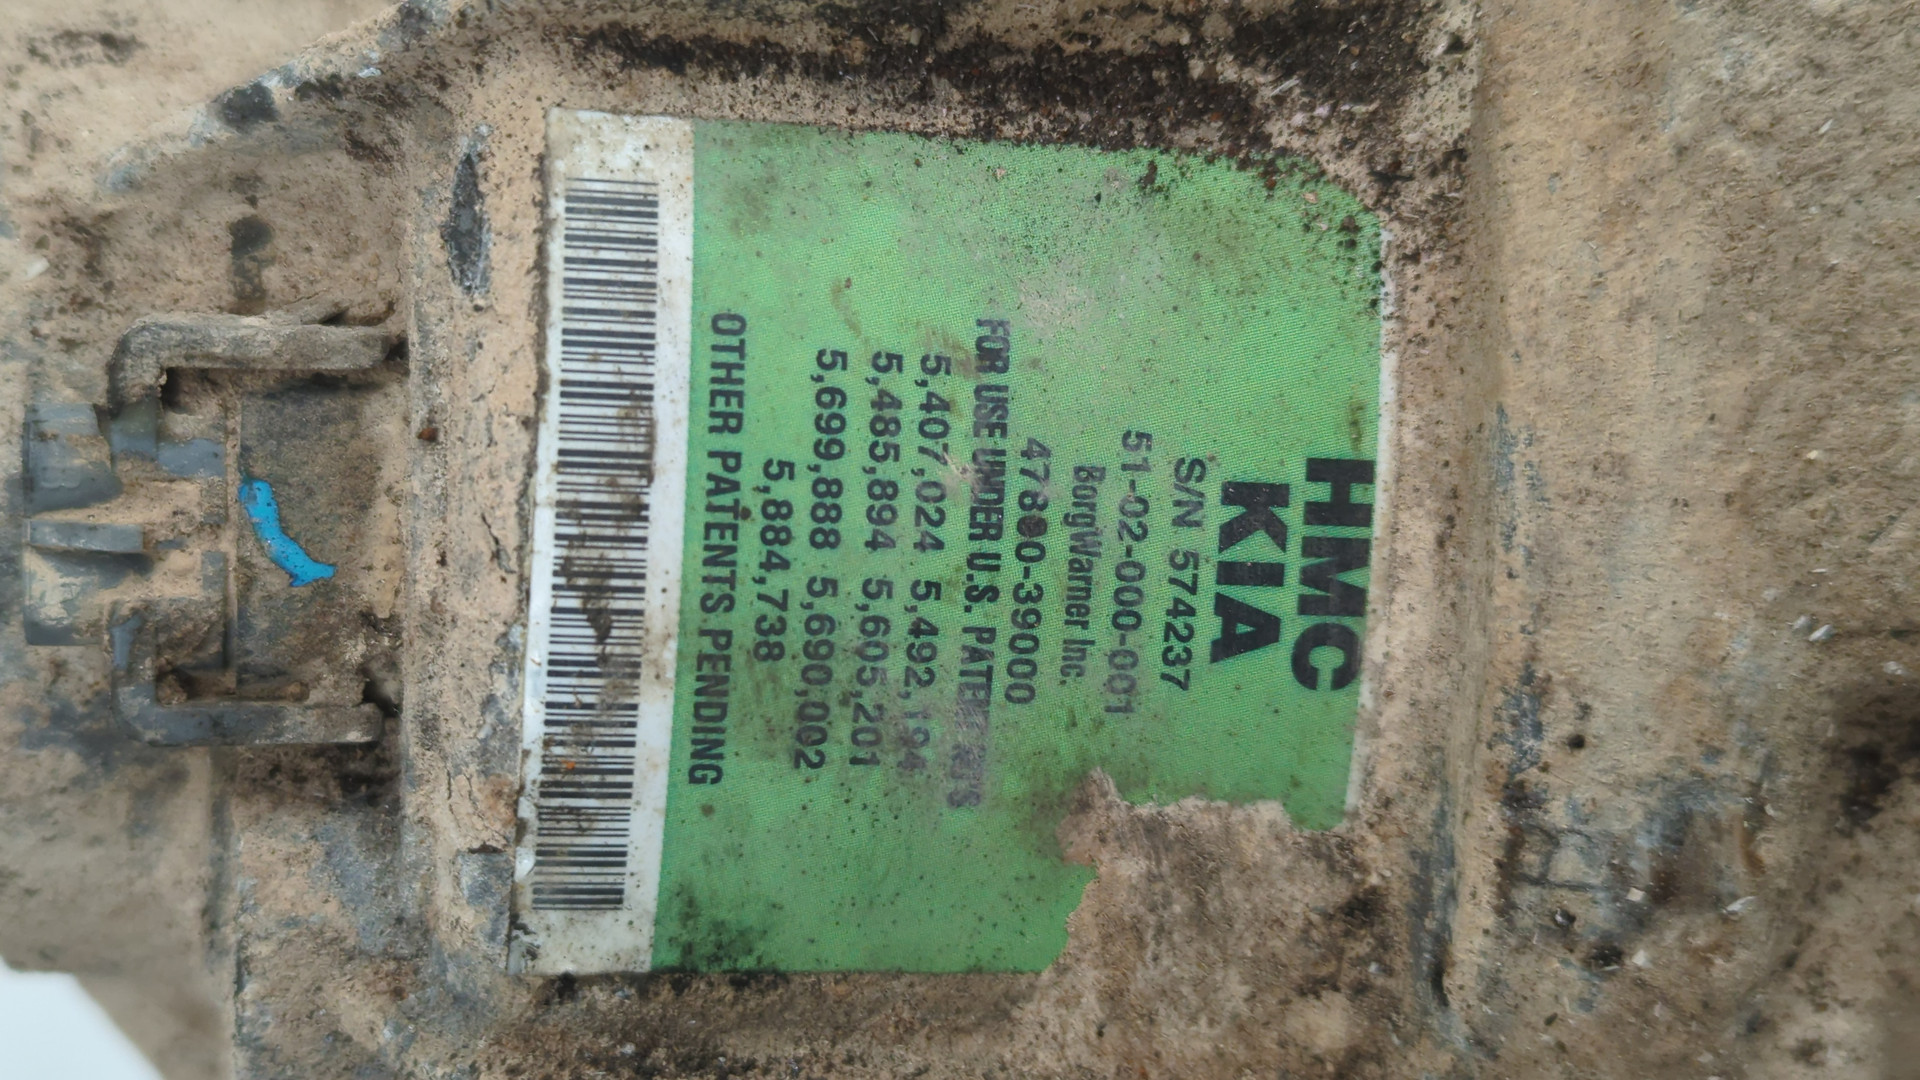 HMC
KIA
S/N 574237
51-02-000-001
BorgWarner Inc.
47800-39000
FOR USE UNDER U.S. PATENT NO'S
5,407,024 5,492,194
5,485,894 5,605,201
5,699,888 5,690,002
5,884,738
OTHER PATENTS PENDING